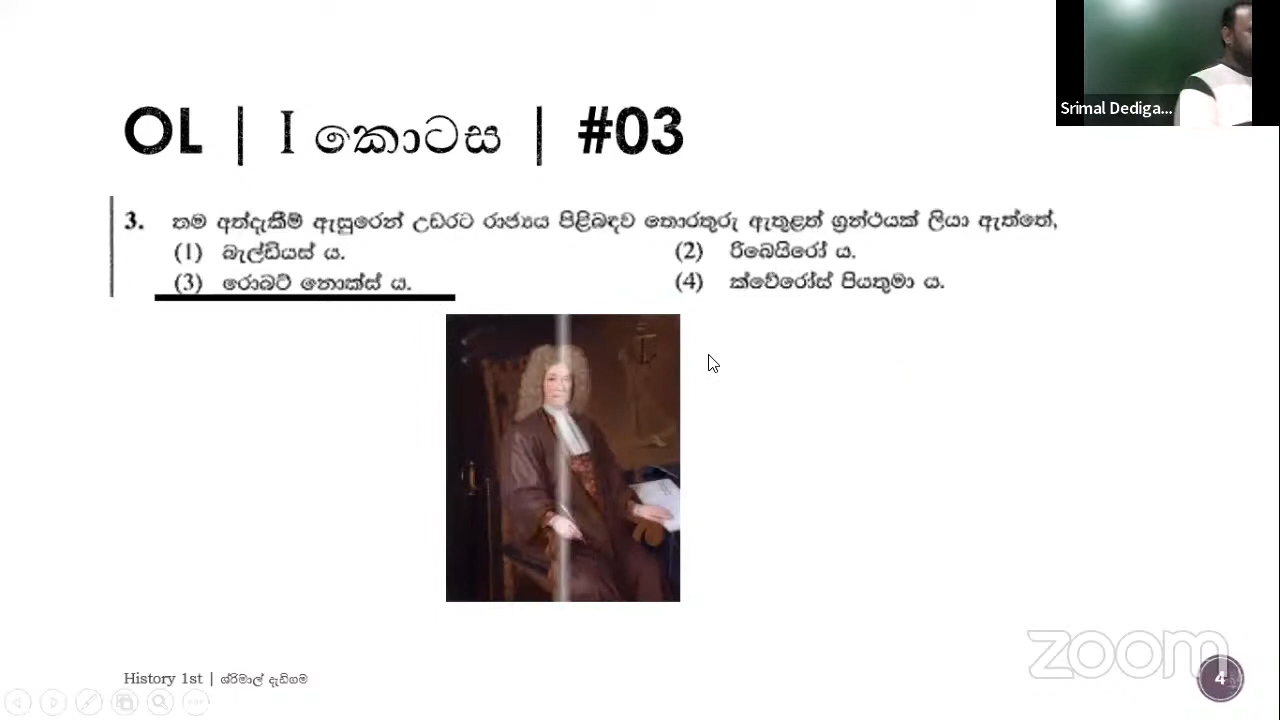 Srimal Dediga...
OL | I කොටස | #03
3. තම අත්දැකීම් ඇසුරෙන් උඩරට රාජ්‍යය පිළිබඳව තොරතුරු ඇතුළත් ග්‍රන්ථයක් ලියා ඇත්තේ,
(1) බැල්ඩියස් ය. (2) රිබෙයිරෝ ය.
(3) රොබට් නොක්ස් ය. (4) ක්වේරෝස් පියතුමා ය.
zoom
History 1st | ශ්රිමාල් දැඩිගම
4